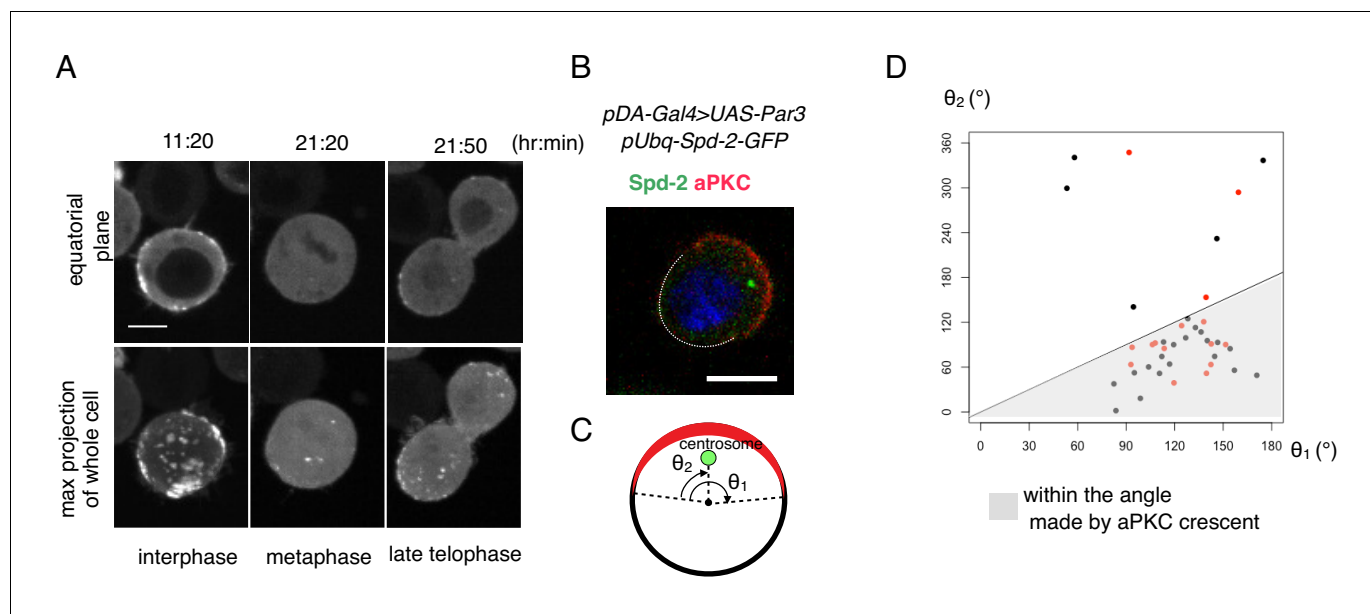 A
11:20 21:20 21:50 (hr:min)
equatorial
plane
max projection
of whole cell
interphase metaphase late telophase
B
pDA-Gal4>UAS-Par3
pUbq-Spd-2-GFP
Spd-2 aPKC
C
centrosome
θ2
θ1
D
θ2 (°)
360
300
240
180
120
60
0
0 30 60 90 120 150 180
θ1 (°)
within the angle
made by aPKC crescent